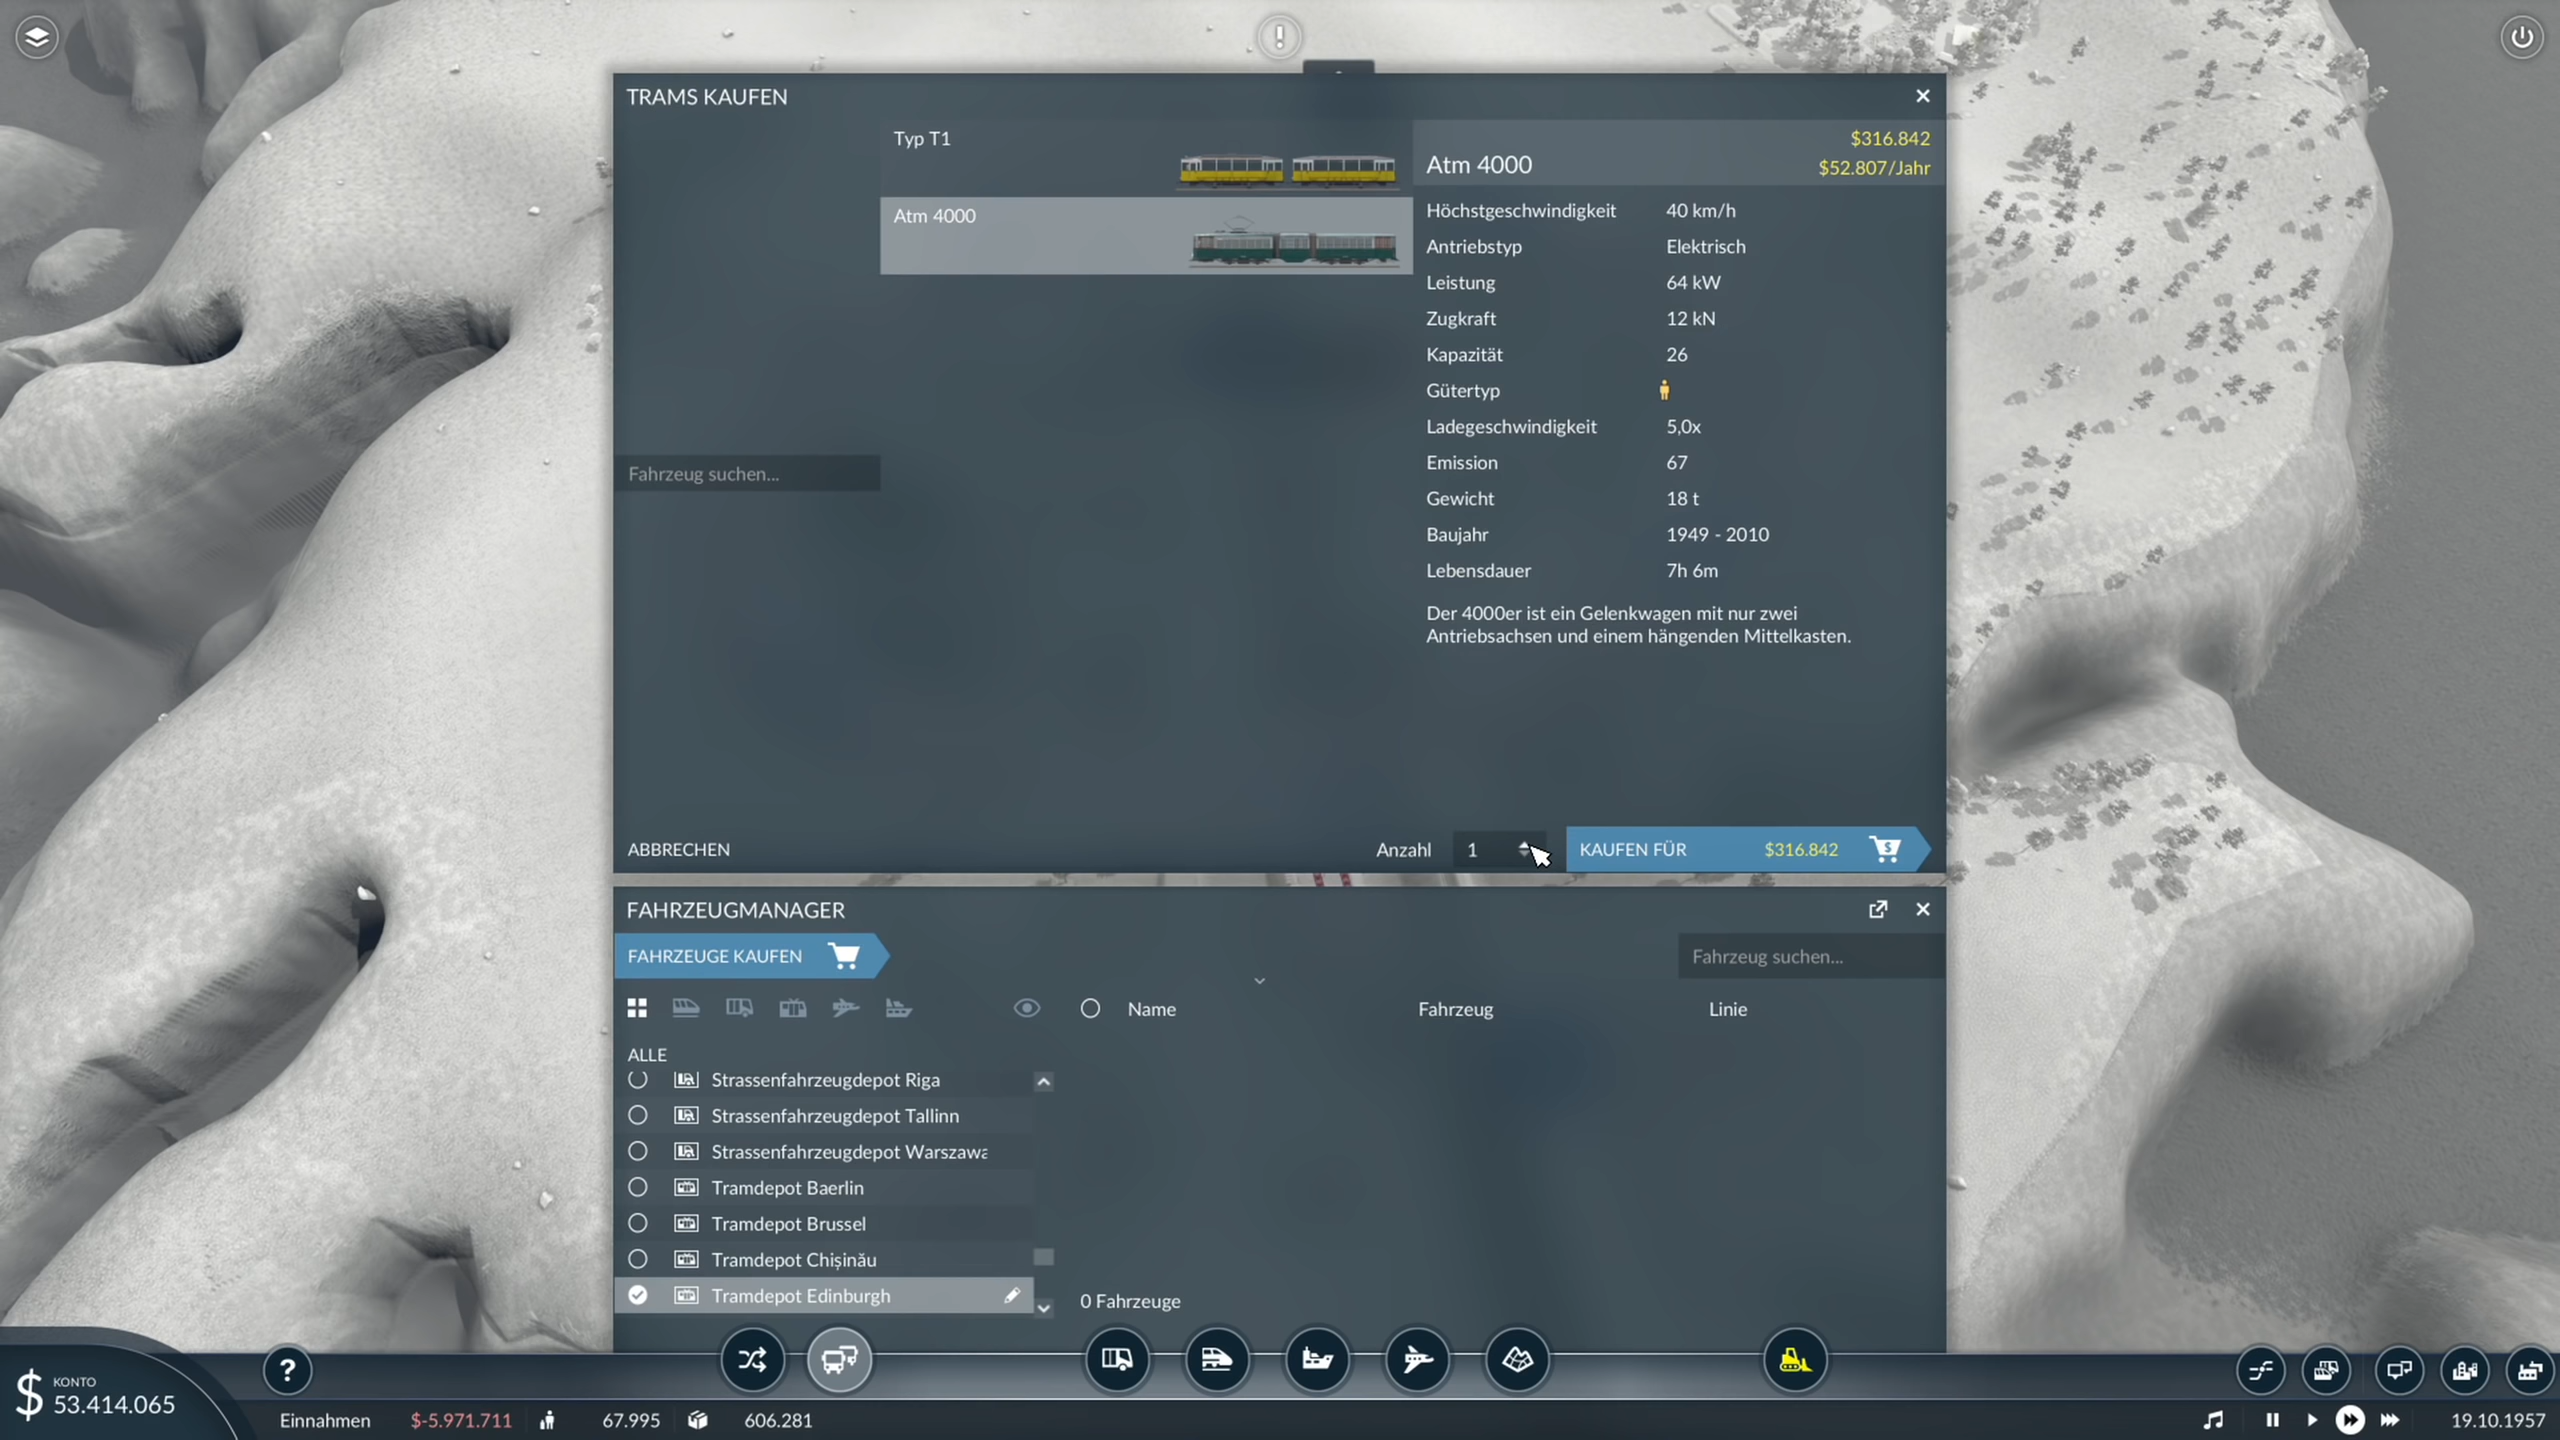 TRAMS KAUFEN
Typ T1
Atm 4000
Fahrzeug suchen...
$316.842
Atm 4000
$52.807/Jahr
Höchstgeschwindigkeit 40 km/h
Antriebstyp Elektrisch
Leistung 64 kW
Zugkraft 12 kN
Kapazität 26
Gütertyp
Ladegeschwindigkeit 5,0x
Emission 67
Gewicht 18 t
Baujahr 1949 - 2010
Lebensdauer 7h 6m
Der 4000er ist ein Gelenkwagen mit nur zwei
Antriebsachsen und einem hängenden Mittelkasten.
ABBRECHEN
Anzahl 1
KAUFEN FÜR $316.842
FAHRZEUGMANAGER
FAHRZEUGE KAUFEN
Fahrzeug suchen...
Name Fahrzeug Linie
ALLE
Strassenfahrzeugdepot Riga
Strassenfahrzeugdepot Tallinn
Strassenfahrzeugdepot Warszawa
Tramdepot Baerlin
Tramdepot Brussel
Tramdepot Chișinău
Tramdepot Edinburgh
0 Fahrzeuge
?
$ KONTO
53.414.065
Einnahmen $-5.971.711 67.995 606.281
19.10.1957